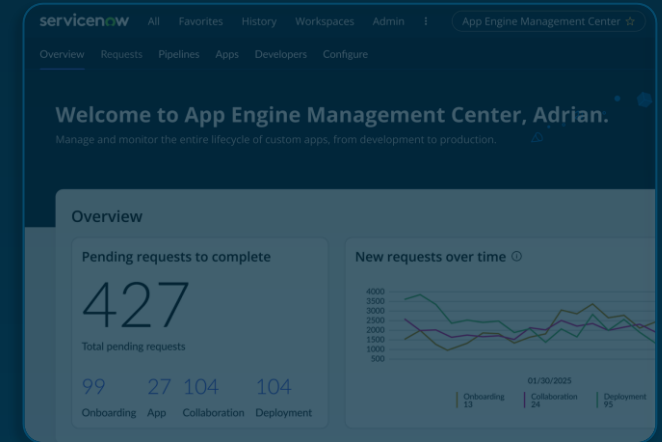 servicenow All Favorites History Workspaces Admin App Engine Management Center
Overview Requests Pipelines Apps Developers Configure
Welcome to App Engine Management Center, Adrian.
Manage and monitor the entire lifecycle of custom apps, from development to production.
Overview
Pending requests to complete
427
Total pending requests
99 27 104 104
Onboarding App Collaboration Deployment
New requests over time
4000
3500
3000
2500
2000
1500
1000
500
01/30/2025
Onboarding Collaboration Deployment
13 24 95